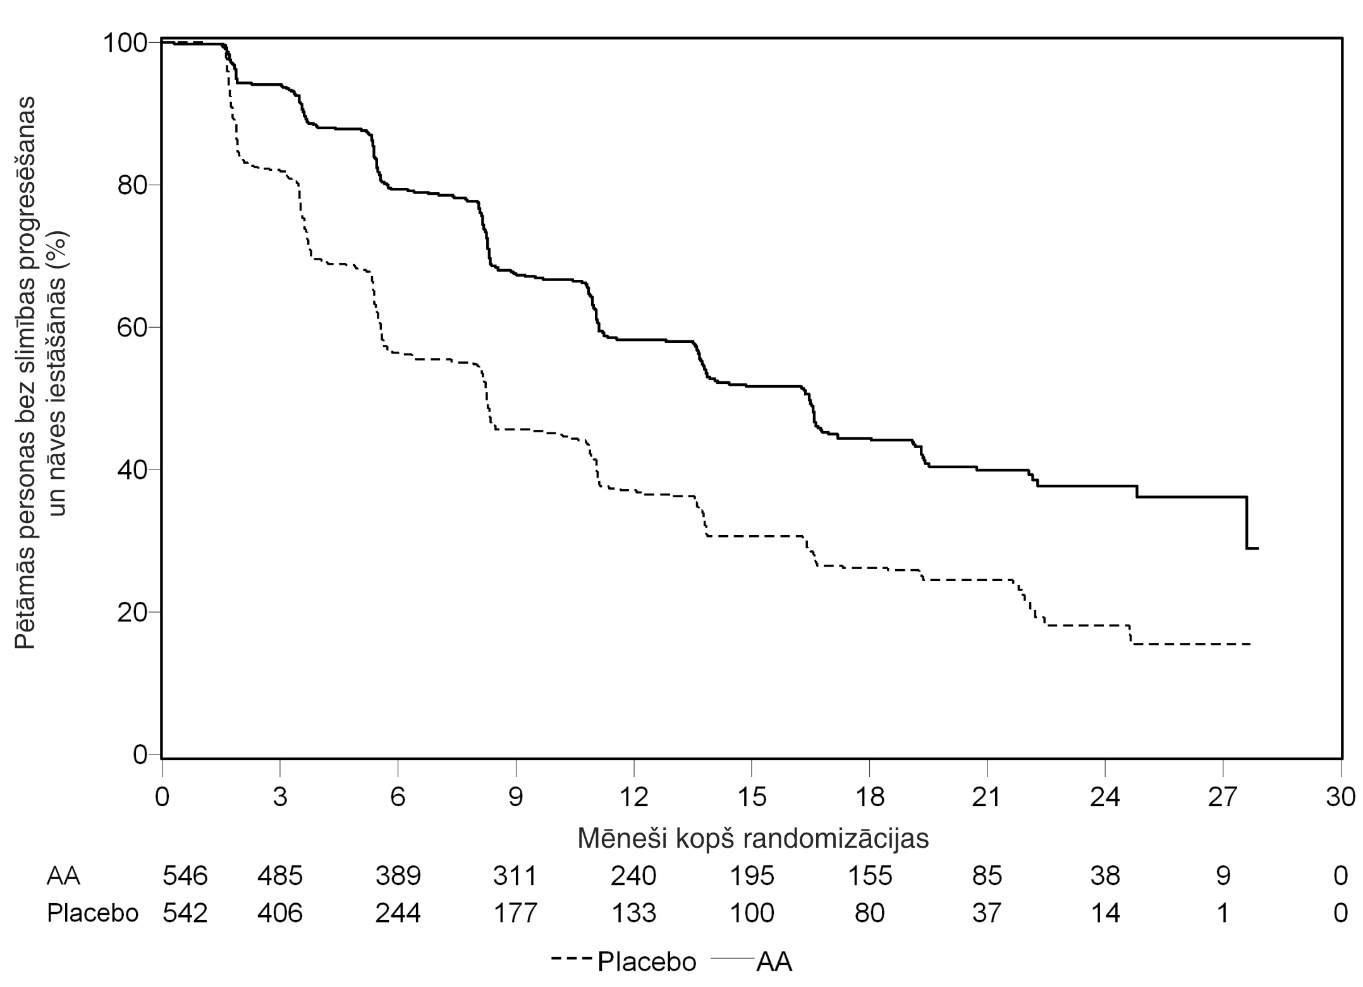 Pētāmās personas bez slimības progresēšanas
un nāves iestāšānās (%)
100
80
60
40
20
0
0 3 6 9 12 15 18 21 24 27 30
Mēneši kopš randomizācijas
AA 546 485 389 311 240 195 155 85 38 9 0
Placebo 542 406 244 177 133 100 80 37 14 1 0
Placebo AA